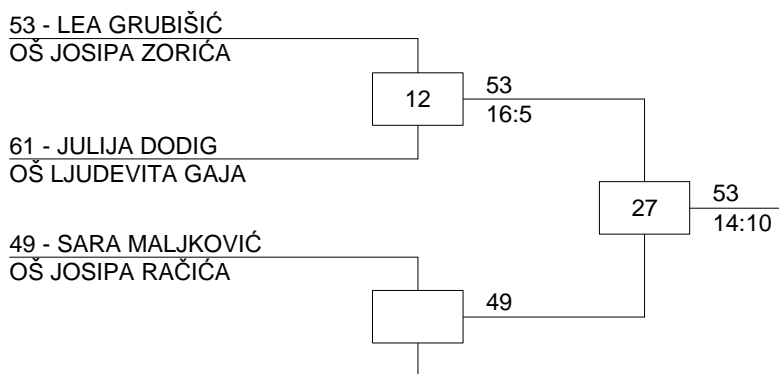 53 - LEA GRUBIŠIĆ
OŠ JOSIPA ZORIĆA
12
53
16:5
61 - JULIJA DODIG
OŠ LJUDEVITA GAJA
27
53
14:10
49 - SARA MALJKOVIĆ
OŠ JOSIPA RAČIĆA
49